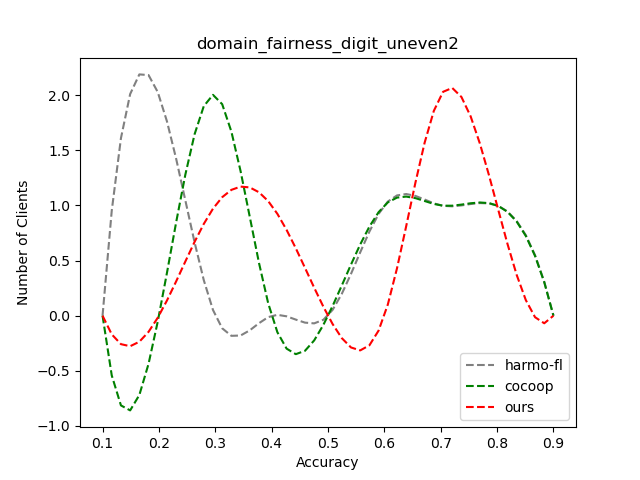 domain_fairness_digit_uneven2
Number of Clients
2.0
1.5
1.0
0.5
0.0
−0.5
−1.0
harmo-fl
cocoop
ours
0.1 0.2 0.3 0.4 0.5 0.6 0.7 0.8 0.9
Accuracy